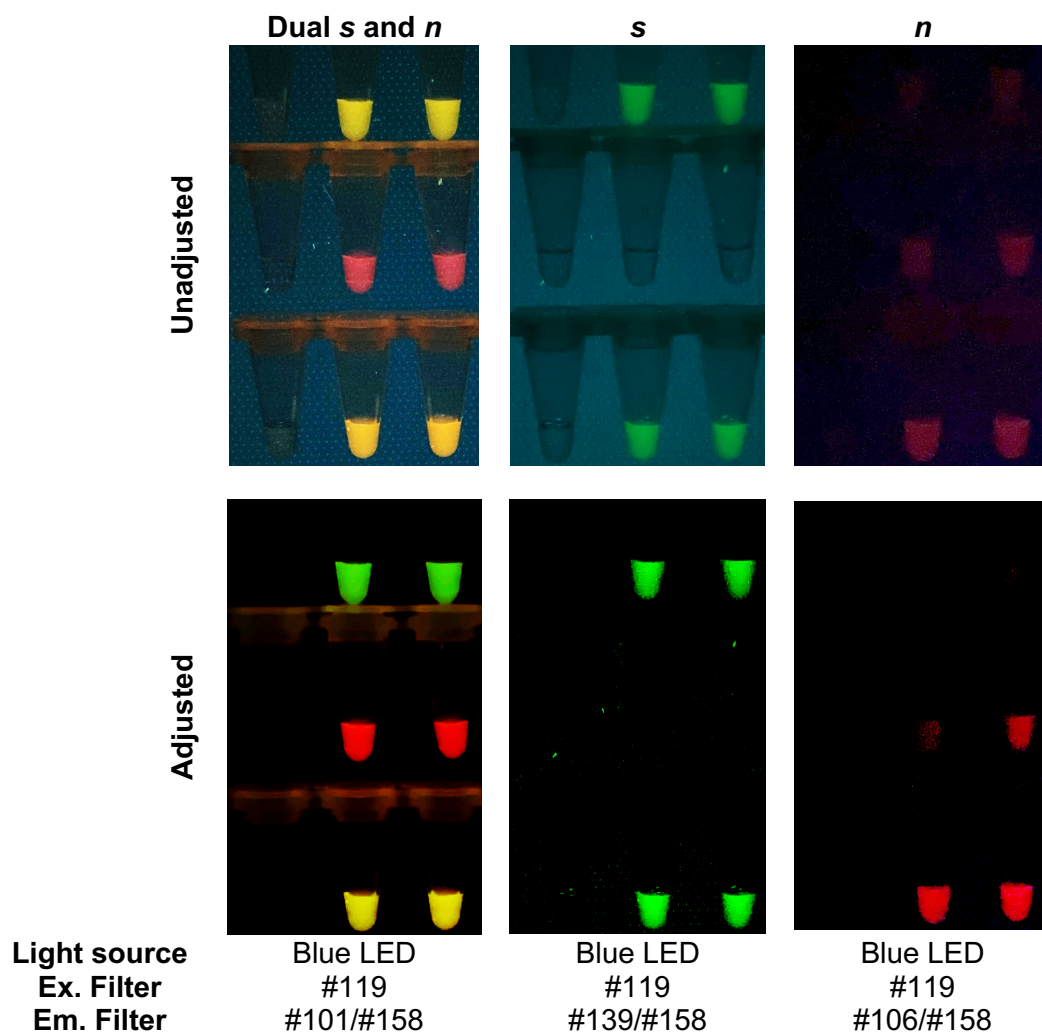 Dual s and n
s
n
Unadjusted
Adjusted
Light source Blue LED Blue LED Blue LED
Ex. Filter #119 #119 #119
Em. Filter #101/#158 #139/#158 #106/#158